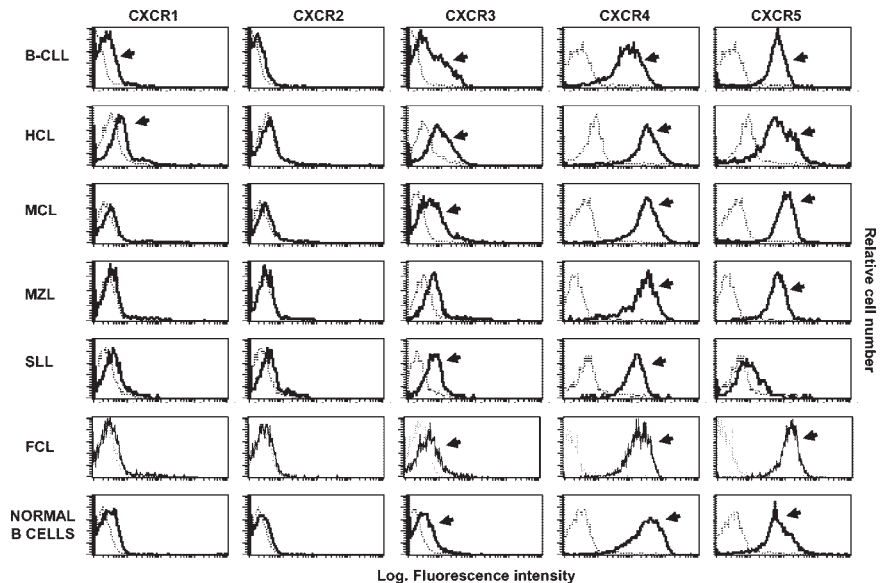 CXCR1 CXCR2 CXCR3 CXCR4 CXCR5
B-CLL
HCL
MCL
MZL
SLL
FCL
NORMAL
B CELLS
Relative cell number
Log. Fluorescence intensity